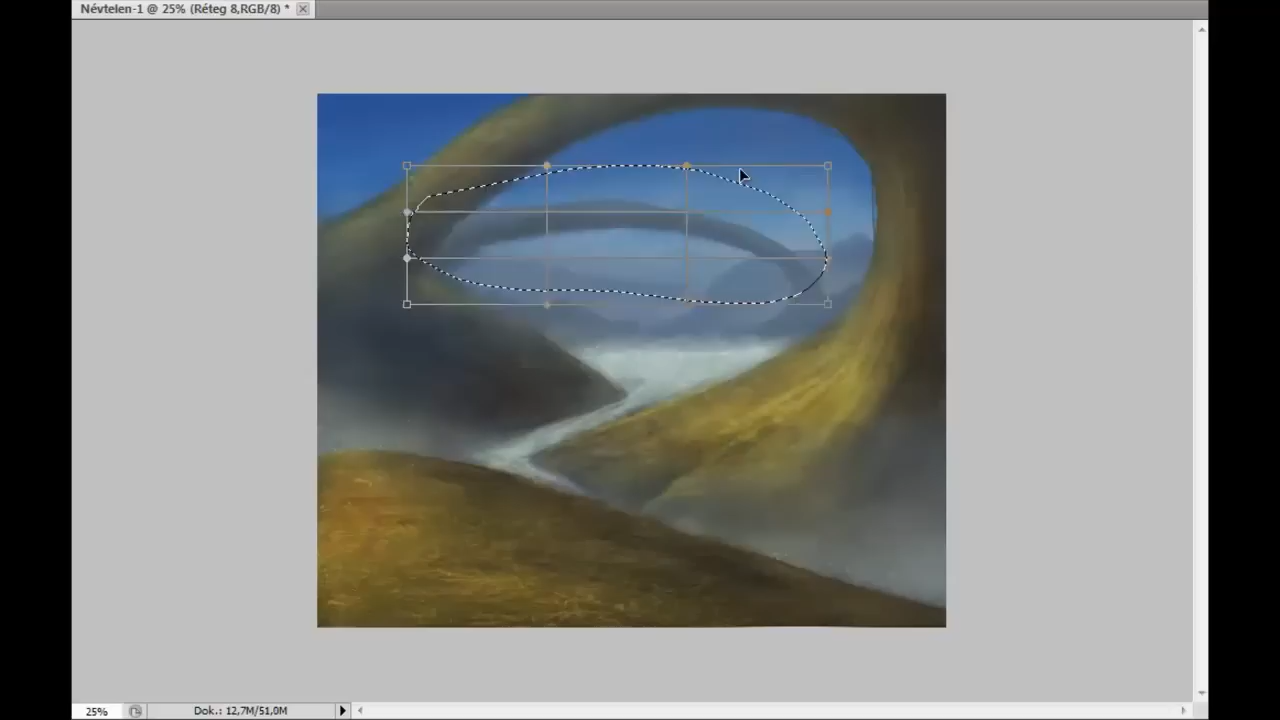 Névtelen-1 @ 25% (Réteg 8,RGB/8) *
25%
Dok.: 12,7M/51,0M